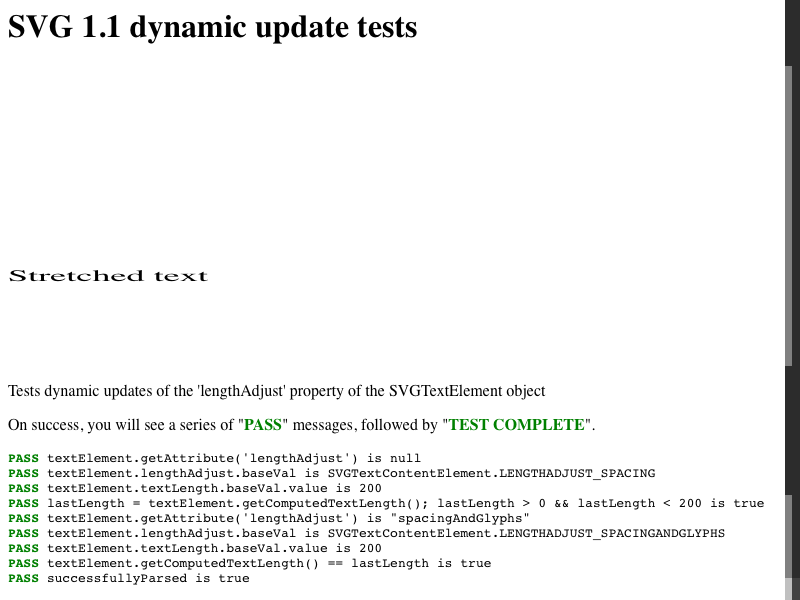 SVG 1.1 dynamic update tests
Stretched text
Tests dynamic updates of the 'lengthAdjust' property of the SVGTextElement object
On success, you will see a series of "PASS" messages, followed by "TEST COMPLETE".
PASS textElement.getAttribute('lengthAdjust') is null
PASS textElement.lengthAdjust.baseVal is SVGTextContentElement.LENGTHADJUST_SPACING
PASS textElement.textLength.baseVal.value is 200
PASS lastLength = textElement.getComputedTextLength(); lastLength > 0 && lastLength < 200 is true
PASS textElement.getAttribute('lengthAdjust') is "spacingAndGlyphs"
PASS textElement.lengthAdjust.baseVal is SVGTextContentElement.LENGTHADJUST_SPACINGANDGLYPHS
PASS textElement.textLength.baseVal.value is 200
PASS textElement.getComputedTextLength() == lastLength is true
PASS successfullyParsed is true